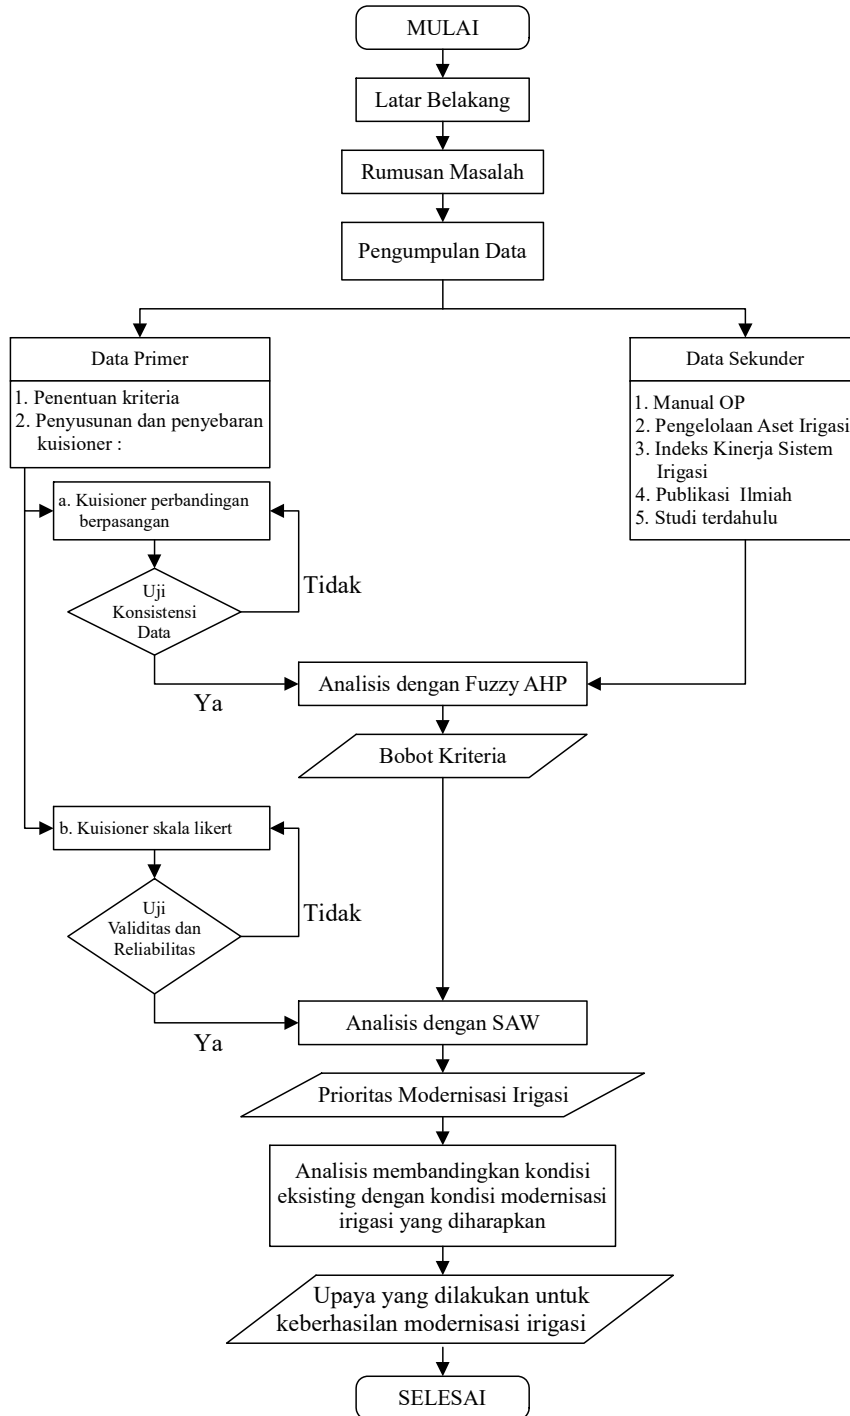 MULAI
Latar Belakang
Rumusan Masalah
Pengumpulan Data
Data Primer
1. Penentuan kriteria
2. Penyusunan dan penyebaran
kuisioner :
Data Sekunder
1. Manual OP
2. Pengelolaan Aset Irigasi
3. Indeks Kinerja Sistem
Irigasi
4. Publikasi Ilmiah
5. Studi terdahulu
a. Kuisioner perbandingan
berpasangan
Uji
Konsistensi
Data
Tidak
Ya
Analisis dengan Fuzzy AHP
Bobot Kriteria
b. Kuisioner skala likert
Uji
Validitas dan
Reliabilitas
Tidak
Ya
Analisis dengan SAW
Prioritas Modernisasi Irigasi
Analisis membandingkan kondisi
eksisting dengan kondisi modernisasi
irigasi yang diharapkan
Upaya yang dilakukan untuk
keberhasilan modernisasi irigasi
SELESAI